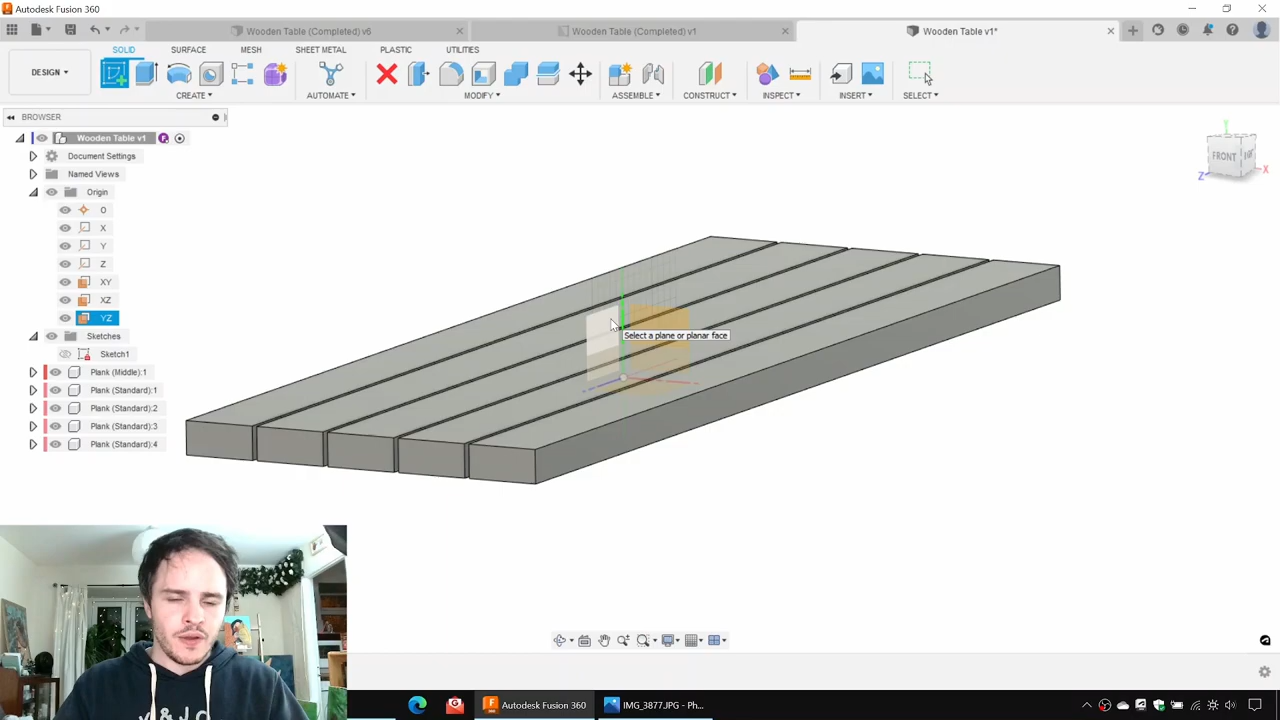 Autodesk Fusion 360
Wooden Table (Completed) v6
Wooden Table (Completed) v1
Wooden Table v1*
SOLID
SURFACE
MESH
SHEET METAL
PLASTIC
UTILITIES
DESIGN
CREATE
AUTOMATE
MODIFY
ASSEMBLE
CONSTRUCT
INSPECT
INSERT
SELECT
BROWSER
Wooden Table v1
Document Settings
Named Views
Origin
O
X
Y
Z
XY
XZ
YZ
Sketches
Sketch1
Plank (Middle):1
Plank (Standard):1
Plank (Standard):2
Plank (Standard):3
Plank (Standard):4
Select a plane or planar face
Y
FRONT
Z
X
Autodesk Fusion 360
IMG_3877.JPG - Ph...